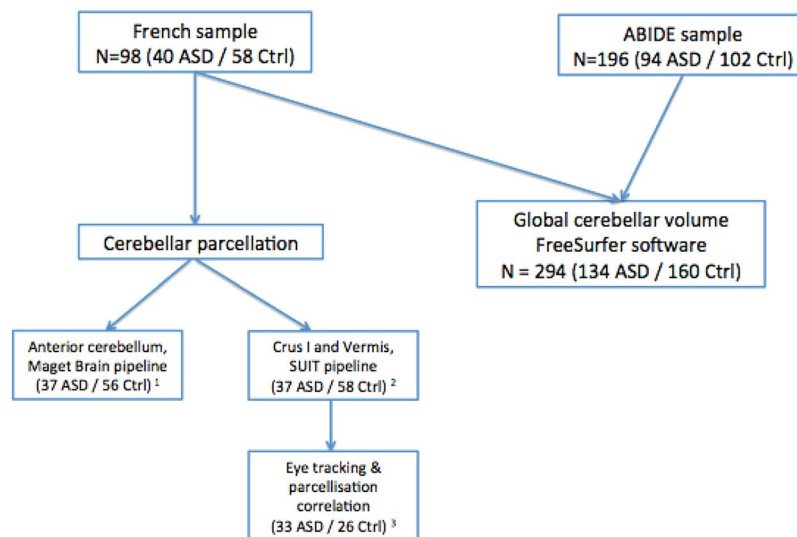 French sample
N=98 (40 ASD / 58 Ctrl)
ABIDE sample
N=196 (94 ASD / 102 Ctrl)
Cerebellar parcellation
Global cerebellar volume
FreeSurfer software
N = 294 (134 ASD / 160 Ctrl)
Anterior cerebellum,
Maget Brain pipeline
(37 ASD / 56 Ctrl) ¹
Crus I and Vermis,
SUIT pipeline
(37 ASD / 58 Ctrl) ²
Eye tracking &
parcellisation
correlation
(33 ASD / 26 Ctrl) ³